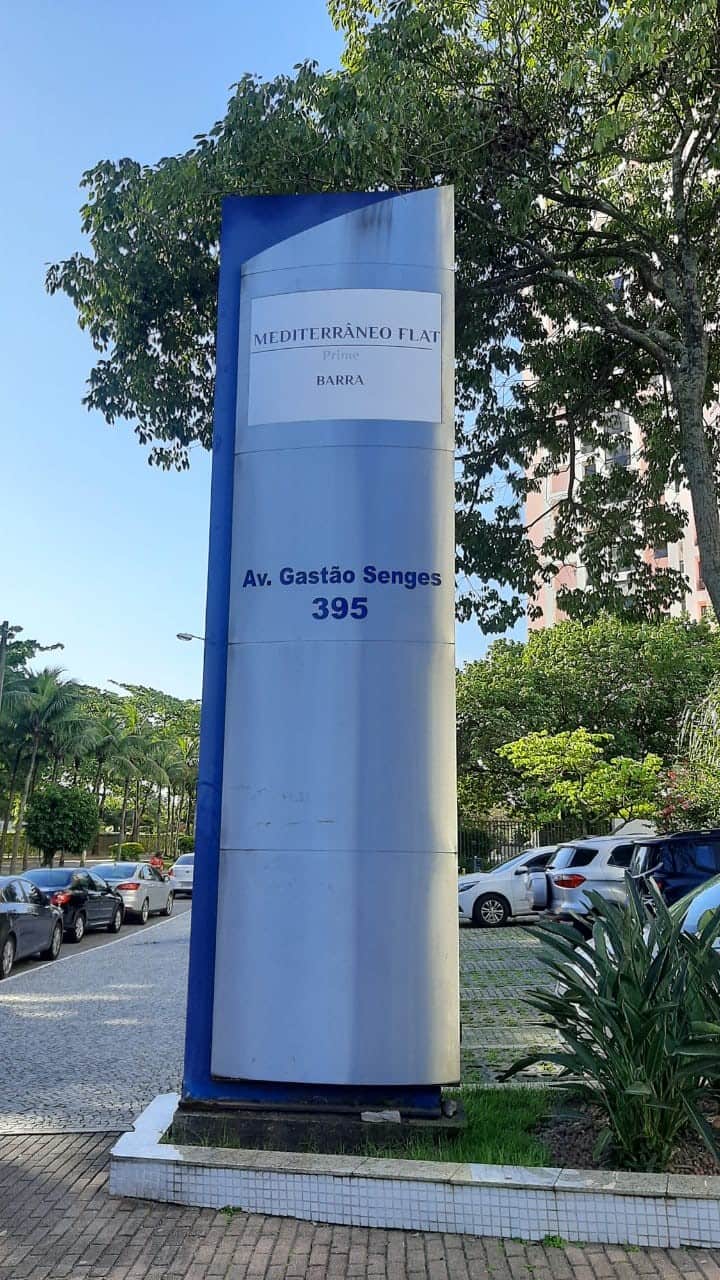 MEDITERRÂNEO FLAT
Prime
BARRA
Av. Gastão Senges
395